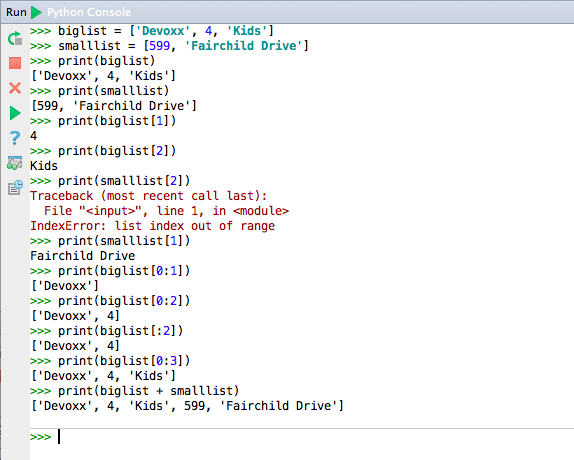 Run Python Console
>>> biglist = ['Devoxx', 4, 'Kids']
>>> smalllist = [599, 'Fairchild Drive']
>>> print(biglist)
['Devoxx', 4, 'Kids']
>>> print(smalllist)
[599, 'Fairchild Drive']
>>> print(biglist[1])
4
>>> print(biglist[2])
Kids
>>> print(smalllist[2])
Traceback (most recent call last):
  File "<input>", line 1, in <module>
IndexError: list index out of range
>>> print(smalllist[1])
Fairchild Drive
>>> print(biglist[0:1])
['Devoxx']
>>> print(biglist[0:2])
['Devoxx', 4]
>>> print(biglist[:2])
['Devoxx', 4]
>>> print(biglist[0:3])
['Devoxx', 4, 'Kids']
>>> print(biglist + smalllist)
['Devoxx', 4, 'Kids', 599, 'Fairchild Drive']
>>>